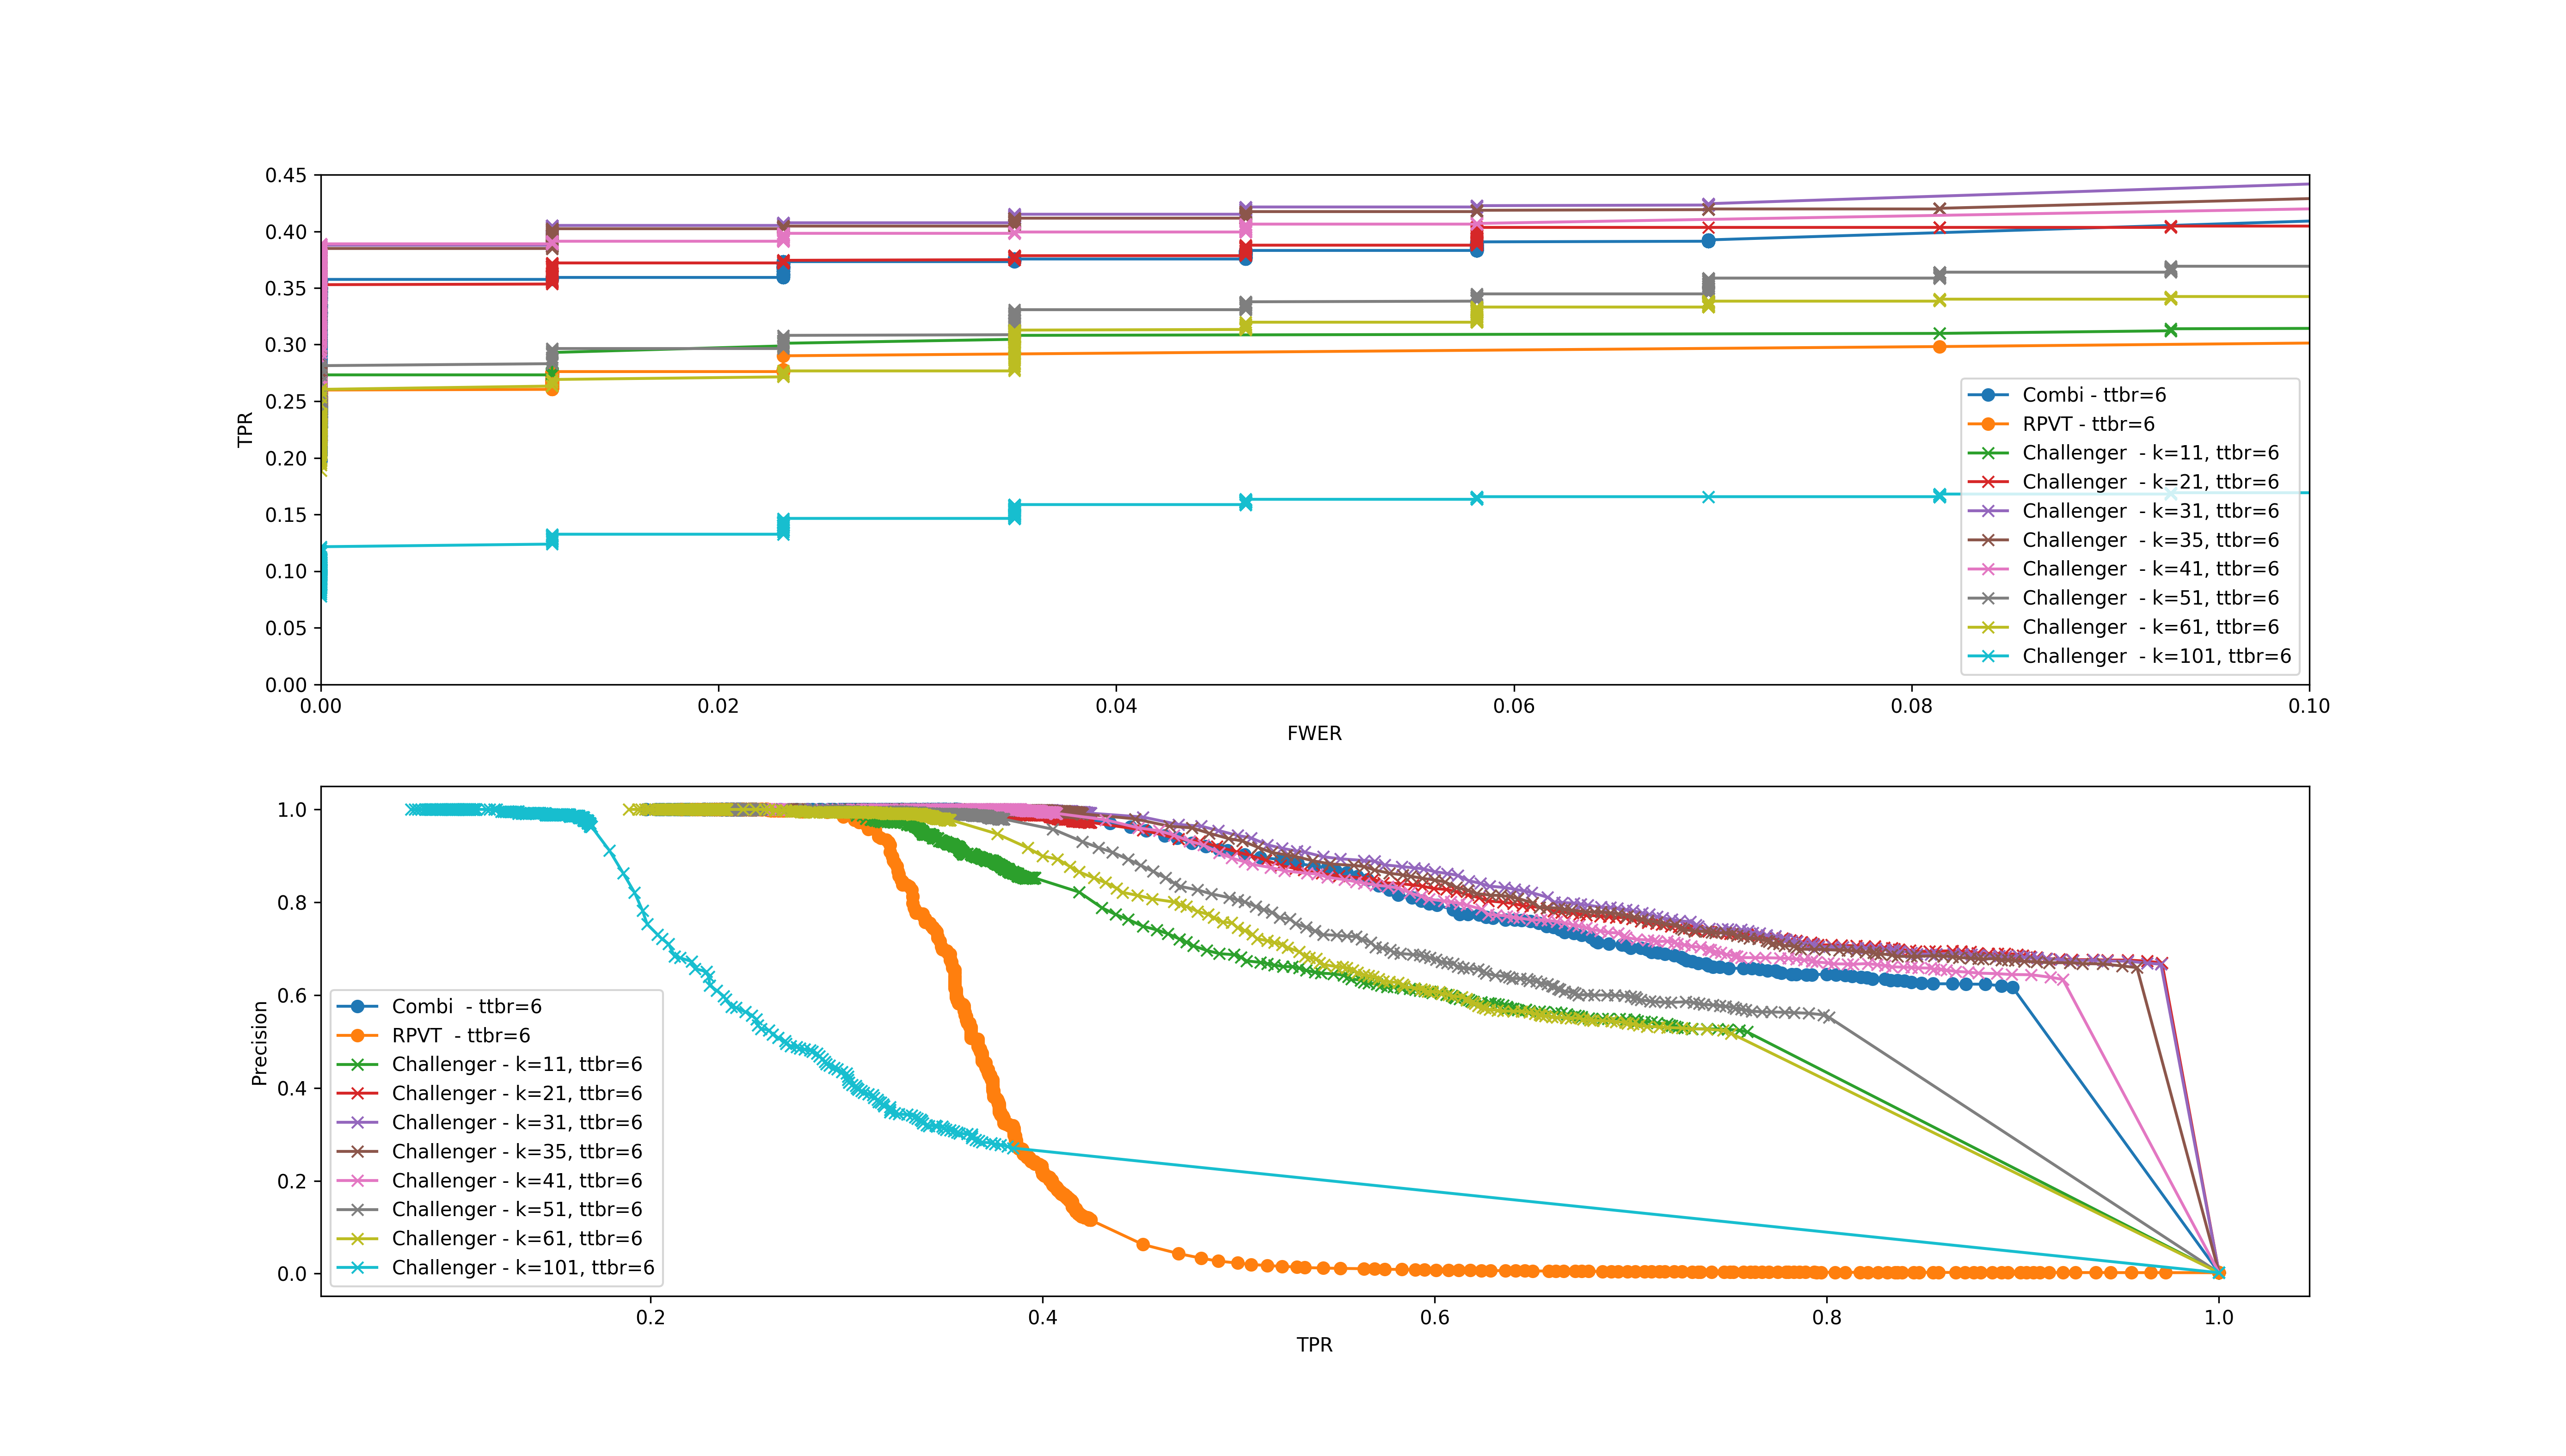 0.45
0.40
0.35
0.30
0.25
0.20
0.15
0.10
0.05
0.00
TPR
0.00 0.02 0.04 0.06 0.08 0.10
FWER
Combi - ttbr=6
RPVT - ttbr=6
Challenger  - k=11, ttbr=6
Challenger  - k=21, ttbr=6
Challenger  - k=31, ttbr=6
Challenger  - k=35, ttbr=6
Challenger  - k=41, ttbr=6
Challenger  - k=51, ttbr=6
Challenger  - k=61, ttbr=6
Challenger  - k=101, ttbr=6
1.0
0.8
0.6
0.4
0.2
0.0
Precision
Combi  - ttbr=6
RPVT  - ttbr=6
Challenger - k=11, ttbr=6
Challenger - k=21, ttbr=6
Challenger - k=31, ttbr=6
Challenger - k=35, ttbr=6
Challenger - k=41, ttbr=6
Challenger - k=51, ttbr=6
Challenger - k=61, ttbr=6
Challenger - k=101, ttbr=6
0.2 0.4 0.6 0.8 1.0
TPR